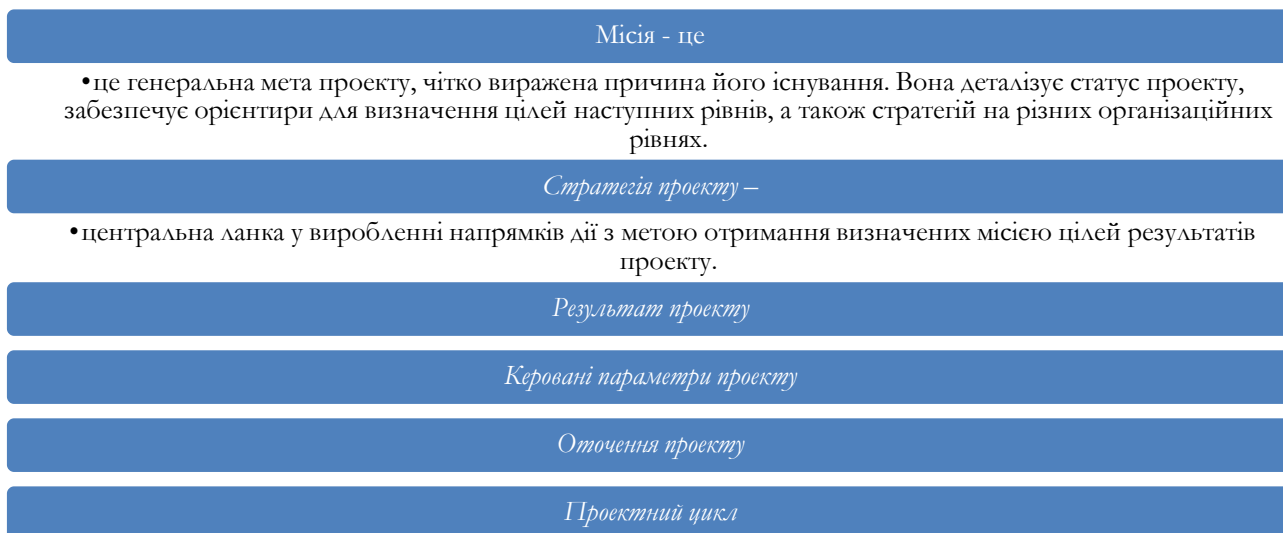 Місія - це
•це генеральна мета проекту, чітко виражена причина його існування. Вона деталізує статус проекту,
забезпечує орієнтири для визначення цілей наступних рівнів, а також стратегій на різних організаційних
рівнях.
Стратегія проекту –
•центральна ланка у виробленні напрямків дії з метою отримання визначених місією цілей результатів
проекту.
Результат проекту
Керовані параметри проекту
Оточення проекту
Проектний цикл